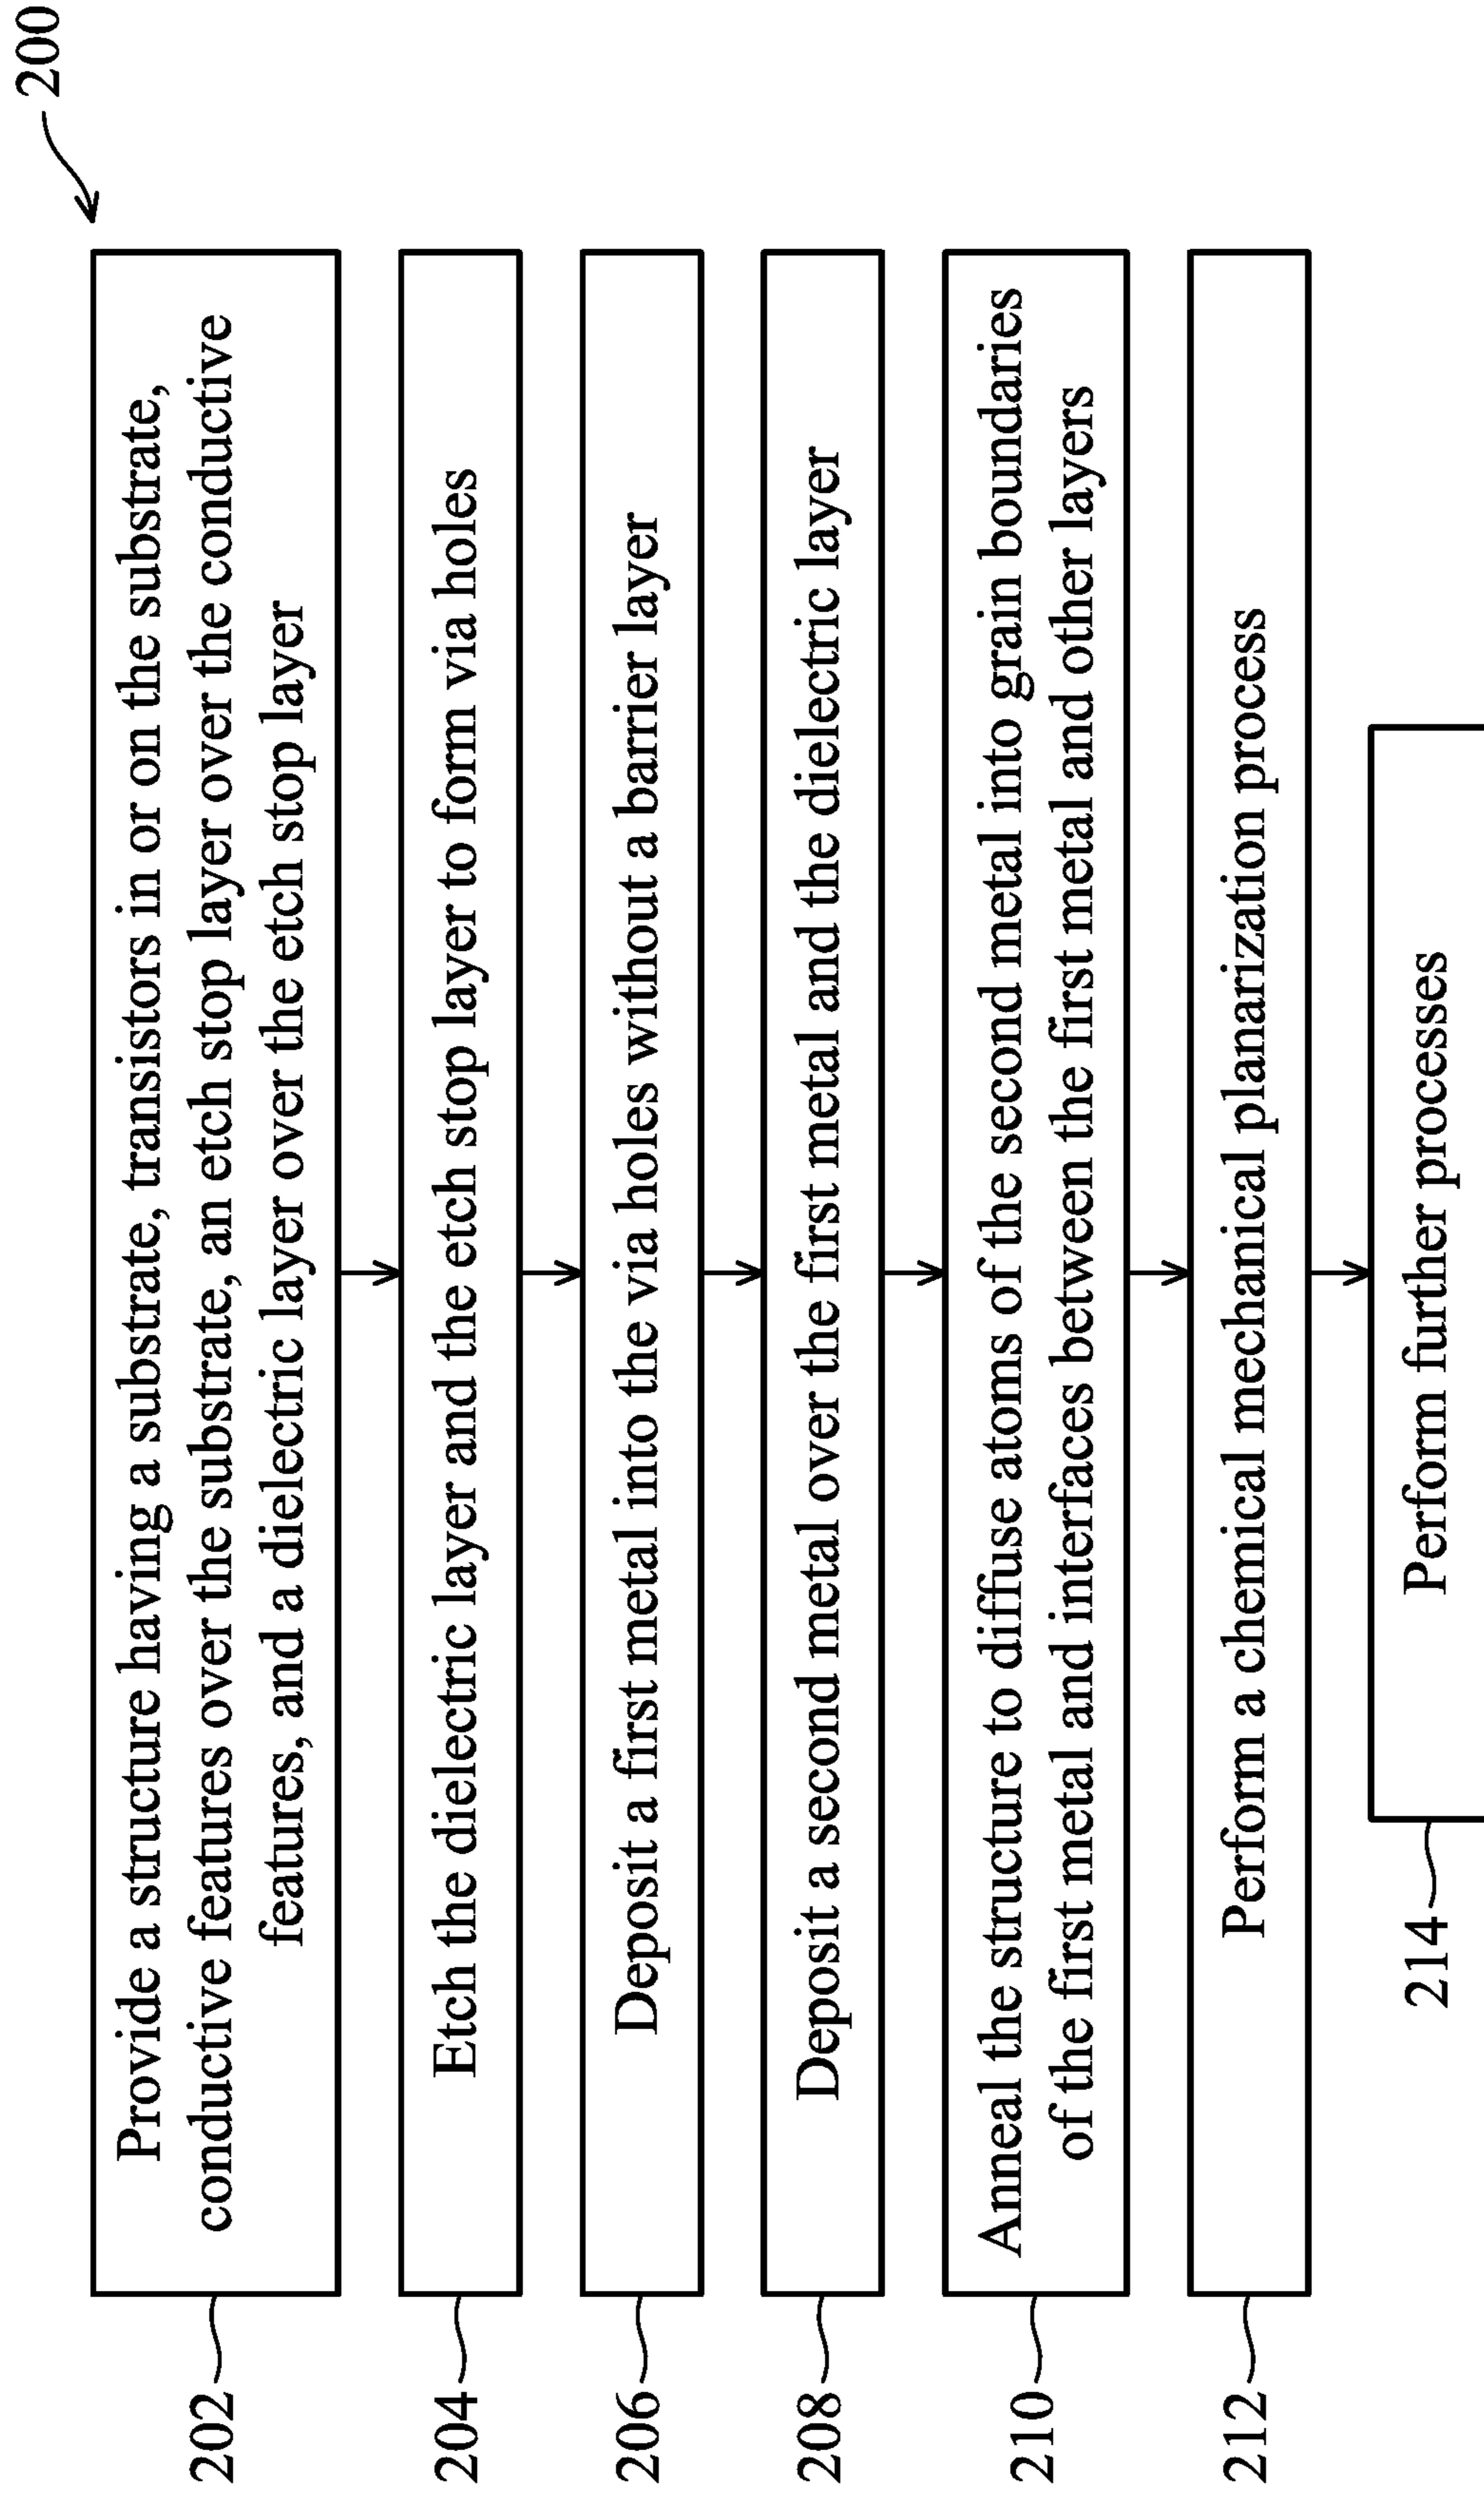 200
202
Provide a structure having a substrate, transistors in or on the substrate,
conductive features over the substrate, an etch stop layer over the conductive
features, and a dielectric layer over the etch stop layer
204
Etch the dielectric layer and the etch stop layer to form via holes
206
Deposit a first metal into the via holes without a barrier layer
208
Deposit a second metal over the first metal and the dielectric layer
210
Anneal the structure to diffuse atoms of the second metal into grain boundaries
of the first metal and interfaces between the first metal and other layers
212
Perform a chemical mechanical planarization process
214
Perform further processes